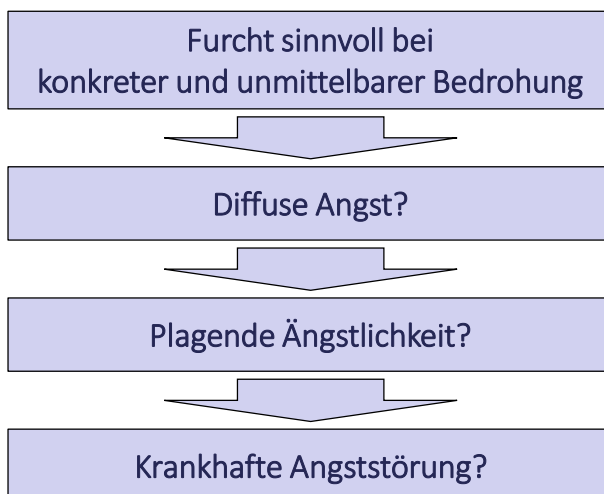 Furcht sinnvoll bei
konkreter und unmittelbarer Bedrohung
Diffuse Angst?
Plagende Ängstlichkeit?
Krankhafte Angststörung?